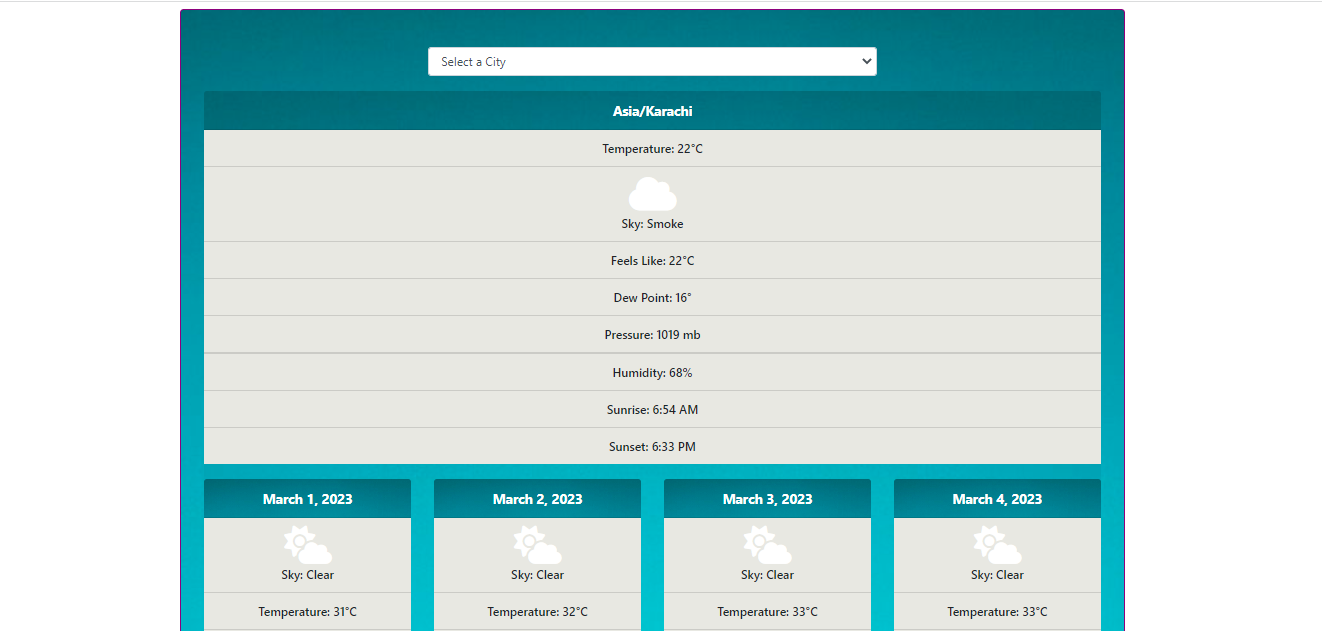 Select a City
Asia/Karachi
Temperature: 22°C
Sky: Smoke
Feels Like: 22°C
Dew Point: 16°
Pressure: 1019 mb
Humidity: 68%
Sunrise: 6:54 AM
Sunset: 6:33 PM
March 1, 2023 March 2, 2023 March 3, 2023 March 4, 2023
Sky: Clear Sky: Clear Sky: Clear Sky: Clear
Temperature: 31°C Temperature: 32°C Temperature: 33°C Temperature: 33°C